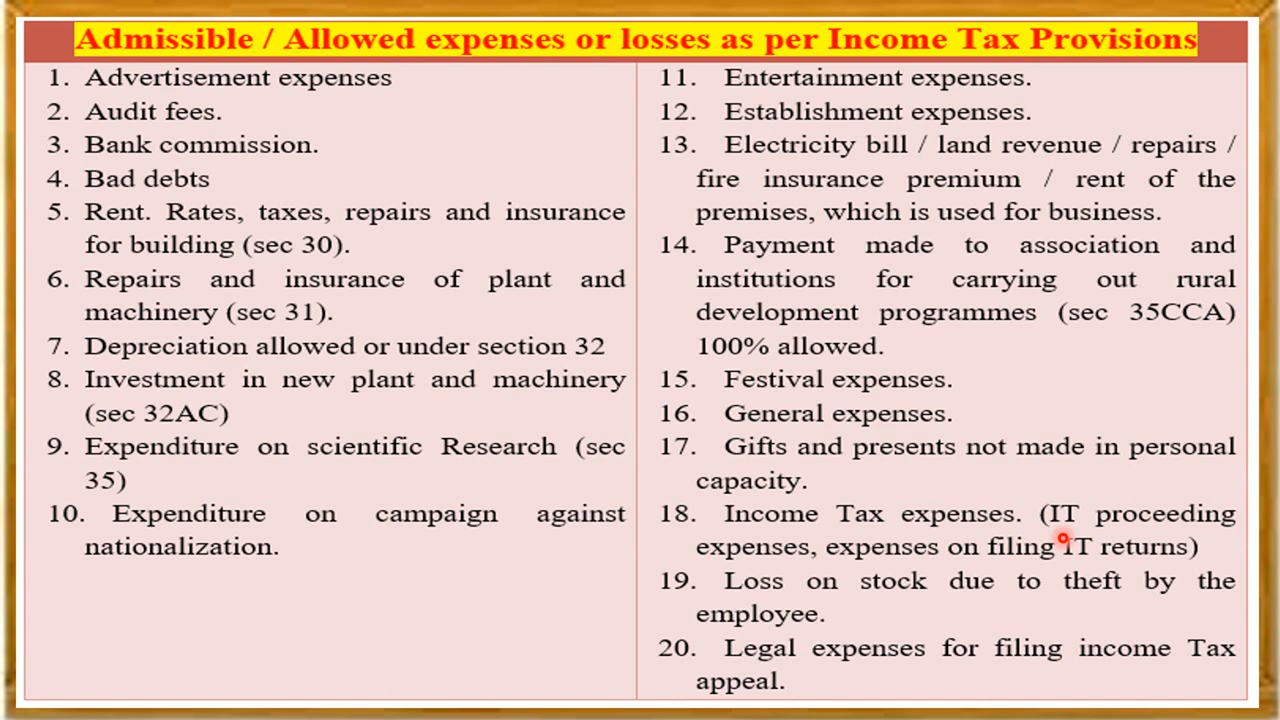 Admissible / Allowed expenses or losses as per Income Tax Provisions
1. Advertisement expenses
2. Audit fees.
3. Bank commission.
4. Bad debts
5. Rent. Rates, taxes, repairs and insurance
for building (sec 30).
6. Repairs and insurance of plant and
machinery (sec 31).
7. Depreciation allowed or under section 32
8. Investment in new plant and machinery
(sec 32AC)
9. Expenditure on scientific Research (sec
35)
10. Expenditure on campaign against
nationalization.
11. Entertainment expenses.
12. Establishment expenses.
13. Electricity bill / land revenue / repairs /
fire insurance premium / rent of the
premises, which is used for business.
14. Payment made to association and
institutions for carrying out rural
development programmes (sec 35CCA)
100% allowed.
15. Festival expenses.
16. General expenses.
17. Gifts and presents not made in personal
capacity.
18. Income Tax expenses. (IT proceeding
expenses, expenses on filing IT returns)
19. Loss on stock due to theft by the
employee.
20. Legal expenses for filing income Tax
appeal.